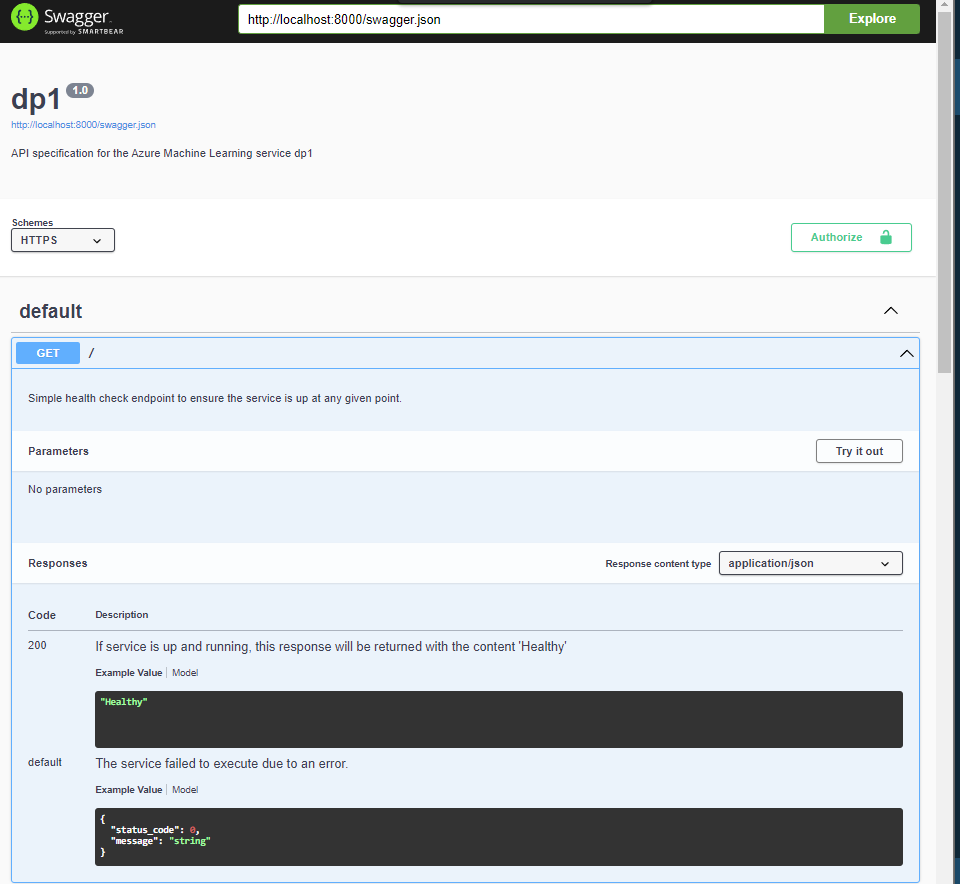 Swagger
Supported by SMARTBEAR
http://localhost:8000/swagger.json
Explore
dp1 1.0
http://localhost:8000/swagger.json
API specification for the Azure Machine Learning service dp1
Schemes
HTTPS
Authorize
default
GET /
Simple health check endpoint to ensure the service is up at any given point.
Parameters
Try it out
No parameters
Responses
Response content type
application/json
Code Description
200 If service is up and running, this response will be returned with the content 'Healthy'
Example Value Model
"Healthy"
default The service failed to execute due to an error.
Example Value Model
{
"status_code": 0,
"message": "string"
}